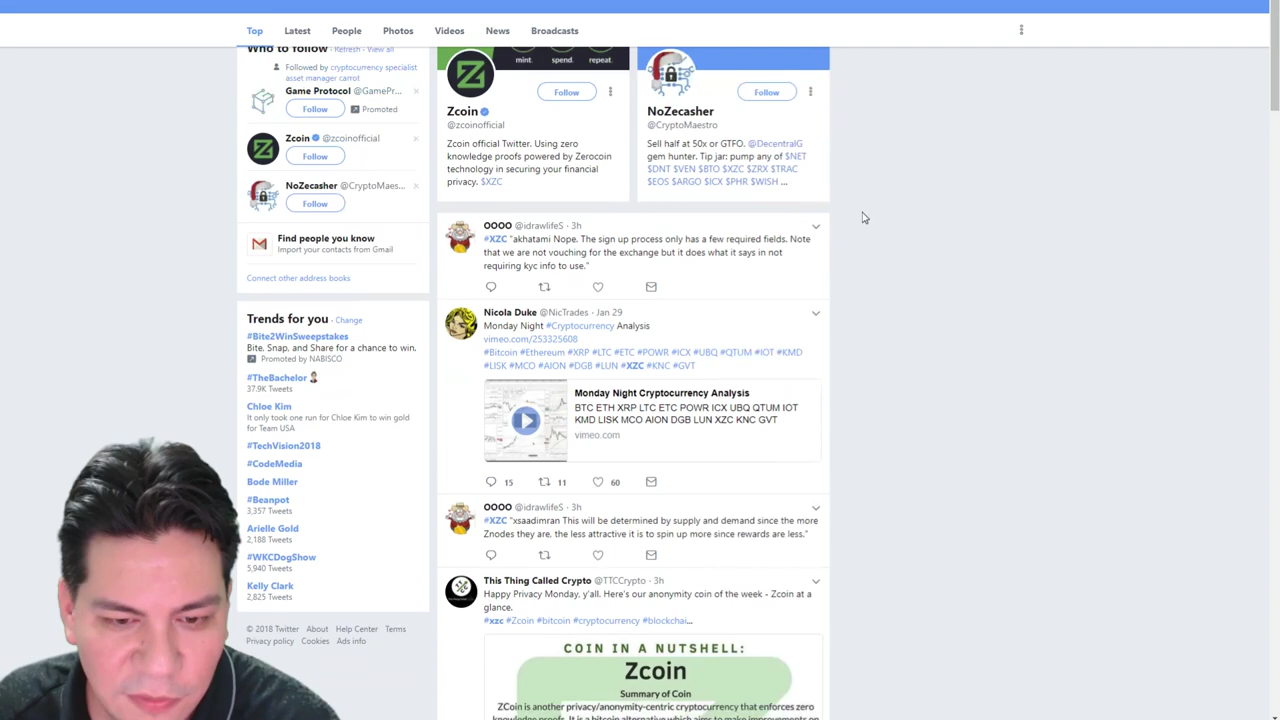 Top Latest People Photos Videos News Broadcasts
Who to follow · Refresh · View all
Followed by cryptocurrency specialist
asset manager carrot
Game Protocol @GamePr...
Follow Promoted
Zcoin @zcoinofficial
Follow
NoZecasher @CryptoMaes...
Follow
Find people you know
Import your contacts from Gmail
Connect other address books
Trends for you · Change
#Bite2WinSweepstakes
Bite, Snap, and Share for a chance to win.
Promoted by NABISCO
#TheBachelor
37.9K Tweets
Chloe Kim
It only took one run for Chloe Kim to win gold
for Team USA
#TechVision2018
#CodeMedia
Bode Miller
#Beanpot
3,357 Tweets
Arielle Gold
2,188 Tweets
#WKCDogShow
5,940 Tweets
Kelly Clark
2,825 Tweets
© 2018 Twitter About Help Center Terms
Privacy policy Cookies Ads info
mint. spend. repeat.
Follow
Zcoin
@zcoinofficial
Zcoin official Twitter. Using zero
knowledge proofs powered by Zerocoin
technology in securing your financial
privacy. $XZC
Follow
NoZecasher
@CryptoMaestro
Sell half at 50x or GTFO. @DecentralG
gem hunter. Tip jar: pump any of $NET
$DNT $VEN $BTO $XZC $ZRX $TRAC
$EOS $ARGO $ICX $PHR $WISH ...
OOOO @idrawlifeS · 3h
#XZC "akhatami Nope. The sign up process only has a few required fields. Note
that we are not vouching for the exchange but it does what it says in not
requiring kyc info to use."
Nicola Duke @NicTrades · Jan 29
Monday Night #Cryptocurrency Analysis
vimeo.com/253325608
#Bitcoin #Ethereum #XRP #LTC #ETC #POWR #ICX #UBQ #QTUM #IOT #KMD
#LISK #MCO #AION #DGB #LUN #XZC #KNC #GVT
Monday Night Cryptocurrency Analysis
BTC ETH XRP LTC ETC POWR ICX UBQ QTUM IOT
KMD LISK MCO AION DGB LUN XZC KNC GVT
vimeo.com
15 11 60
OOOO @idrawlifeS · 3h
#XZC "xsaadimran This will be determined by supply and demand since the more
Znodes they are, the less attractive it is to spin up more since rewards are less."
This Thing Called Crypto @TTCCrypto · 3h
Happy Privacy Monday, y'all. Here's our anonymity coin of the week - Zcoin at a
glance.
#xzc #Zcoin #bitcoin #cryptocurrency #blockchai...
COIN IN A NUTSHELL:
Zcoin
Summary of Coin
ZCoin is another privacy/anonymity-centric cryptocurrency that enforces zero
knowledge proofs. It is a bitcoin alternative which aims to make improvements on